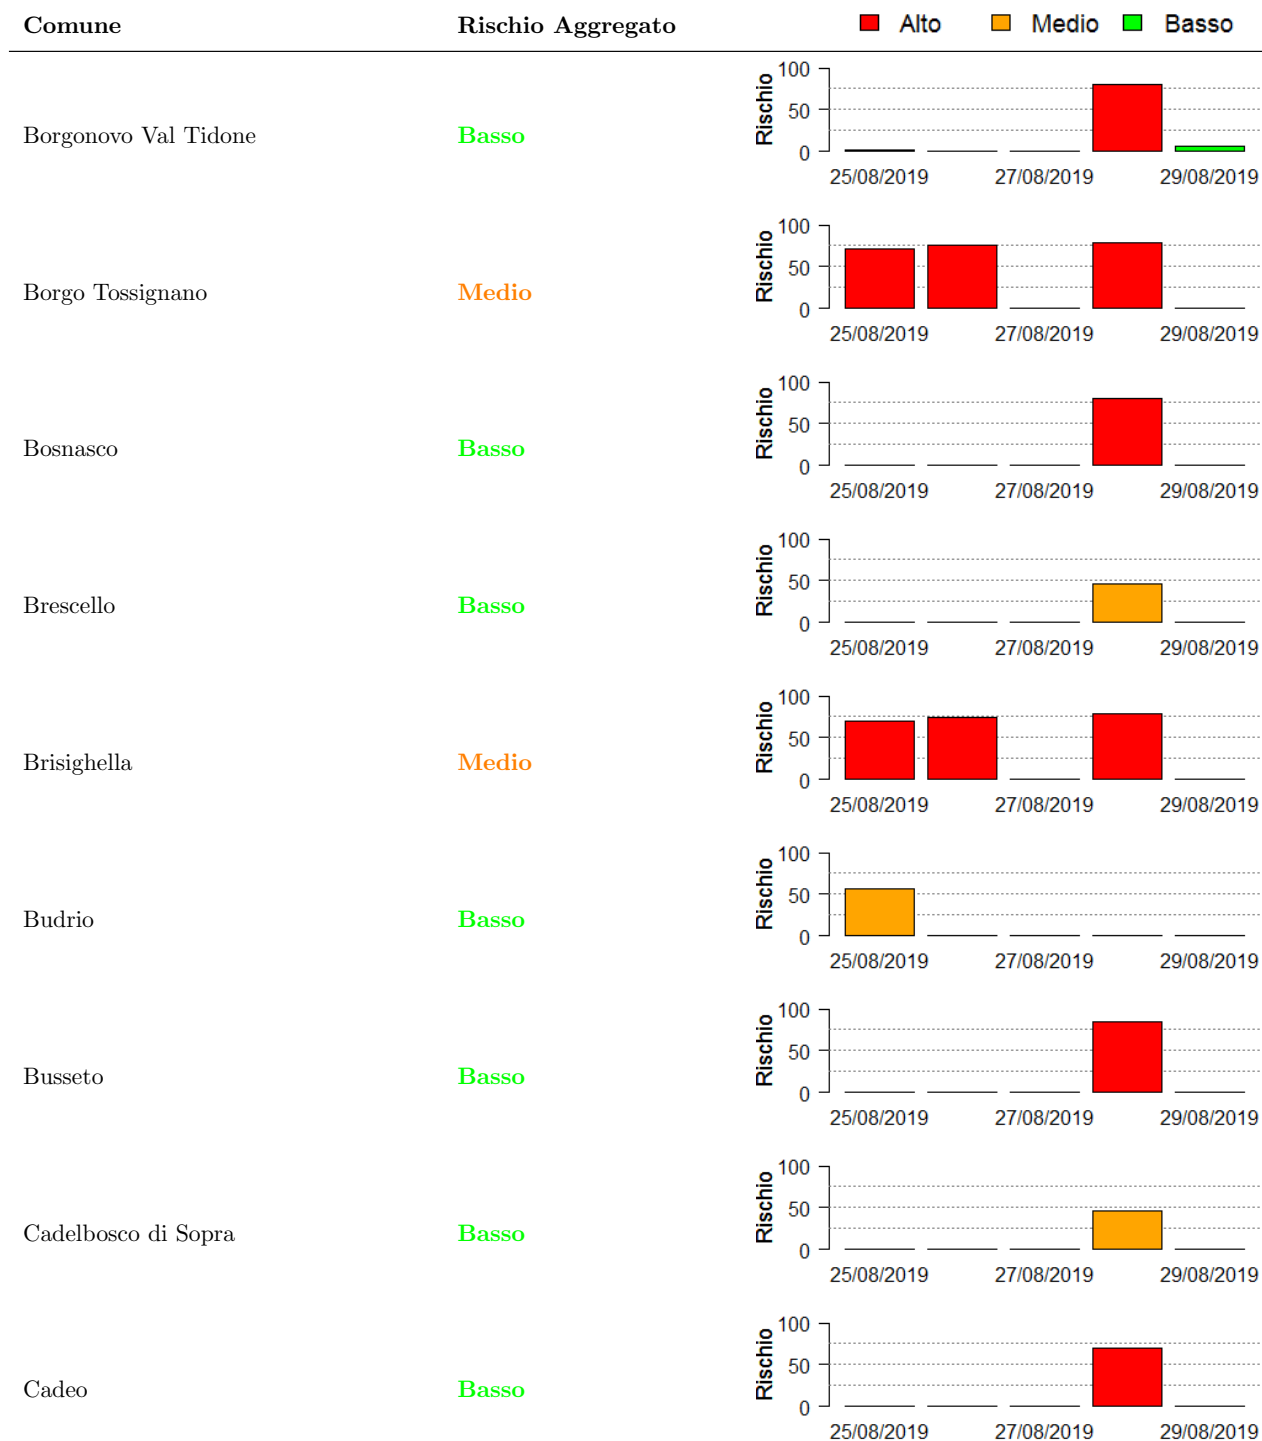 Comune Rischio Aggregato Alto Medio Basso
Borgonovo Val Tidone Basso Rischio 100 50 0
25/08/2019 27/08/2019 29/08/2019
Borgo Tossignano Medio Rischio 100 50 0
25/08/2019 27/08/2019 29/08/2019
Bosnasco Basso Rischio 100 50 0
25/08/2019 27/08/2019 29/08/2019
Brescello Basso Rischio 100 50 0
25/08/2019 27/08/2019 29/08/2019
Brisighella Medio Rischio 100 50 0
25/08/2019 27/08/2019 29/08/2019
Budrio Basso Rischio 100 50 0
25/08/2019 27/08/2019 29/08/2019
Busseto Basso Rischio 100 50 0
25/08/2019 27/08/2019 29/08/2019
Cadelbosco di Sopra Basso Rischio 100 50 0
25/08/2019 27/08/2019 29/08/2019
Cadeo Basso Rischio 100 50 0
25/08/2019 27/08/2019 29/08/2019